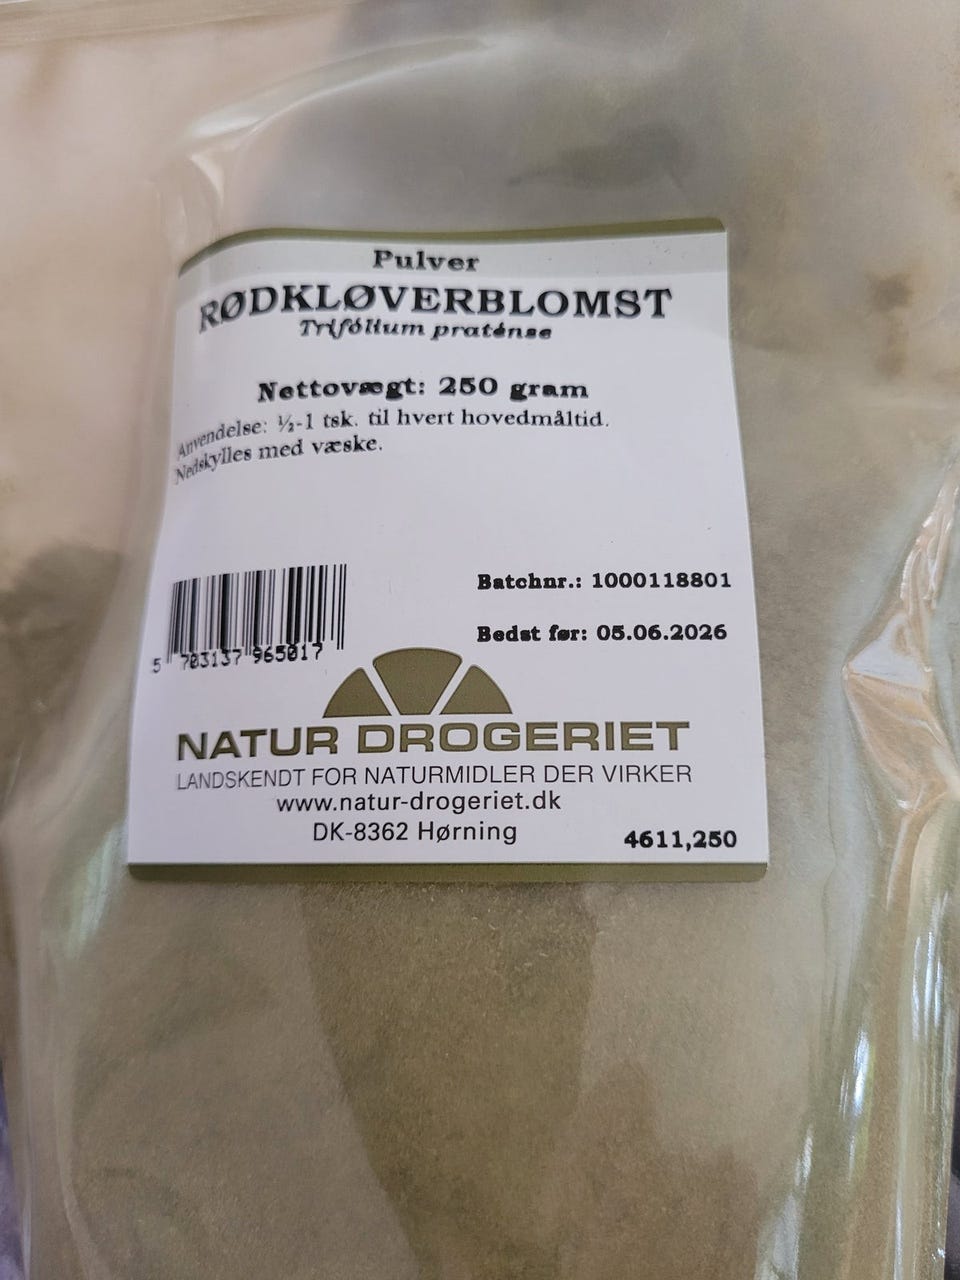 Pulver
RØDKLØVERBLOMST
Trifólium praténse
Nettovægt: 250 gram
Anvendelse: ½-1 tsk. til hvert hovedmåltid.
Nedskylles med væske.
Batchnr.: 1000118801
Bedst før: 05.06.2026
5 703137 965017
NATUR DROGERIET
LANDSKENDT FOR NATURMIDLER DER VIRKER
www.natur-drogeriet.dk
DK-8362 Hørning
4611,250